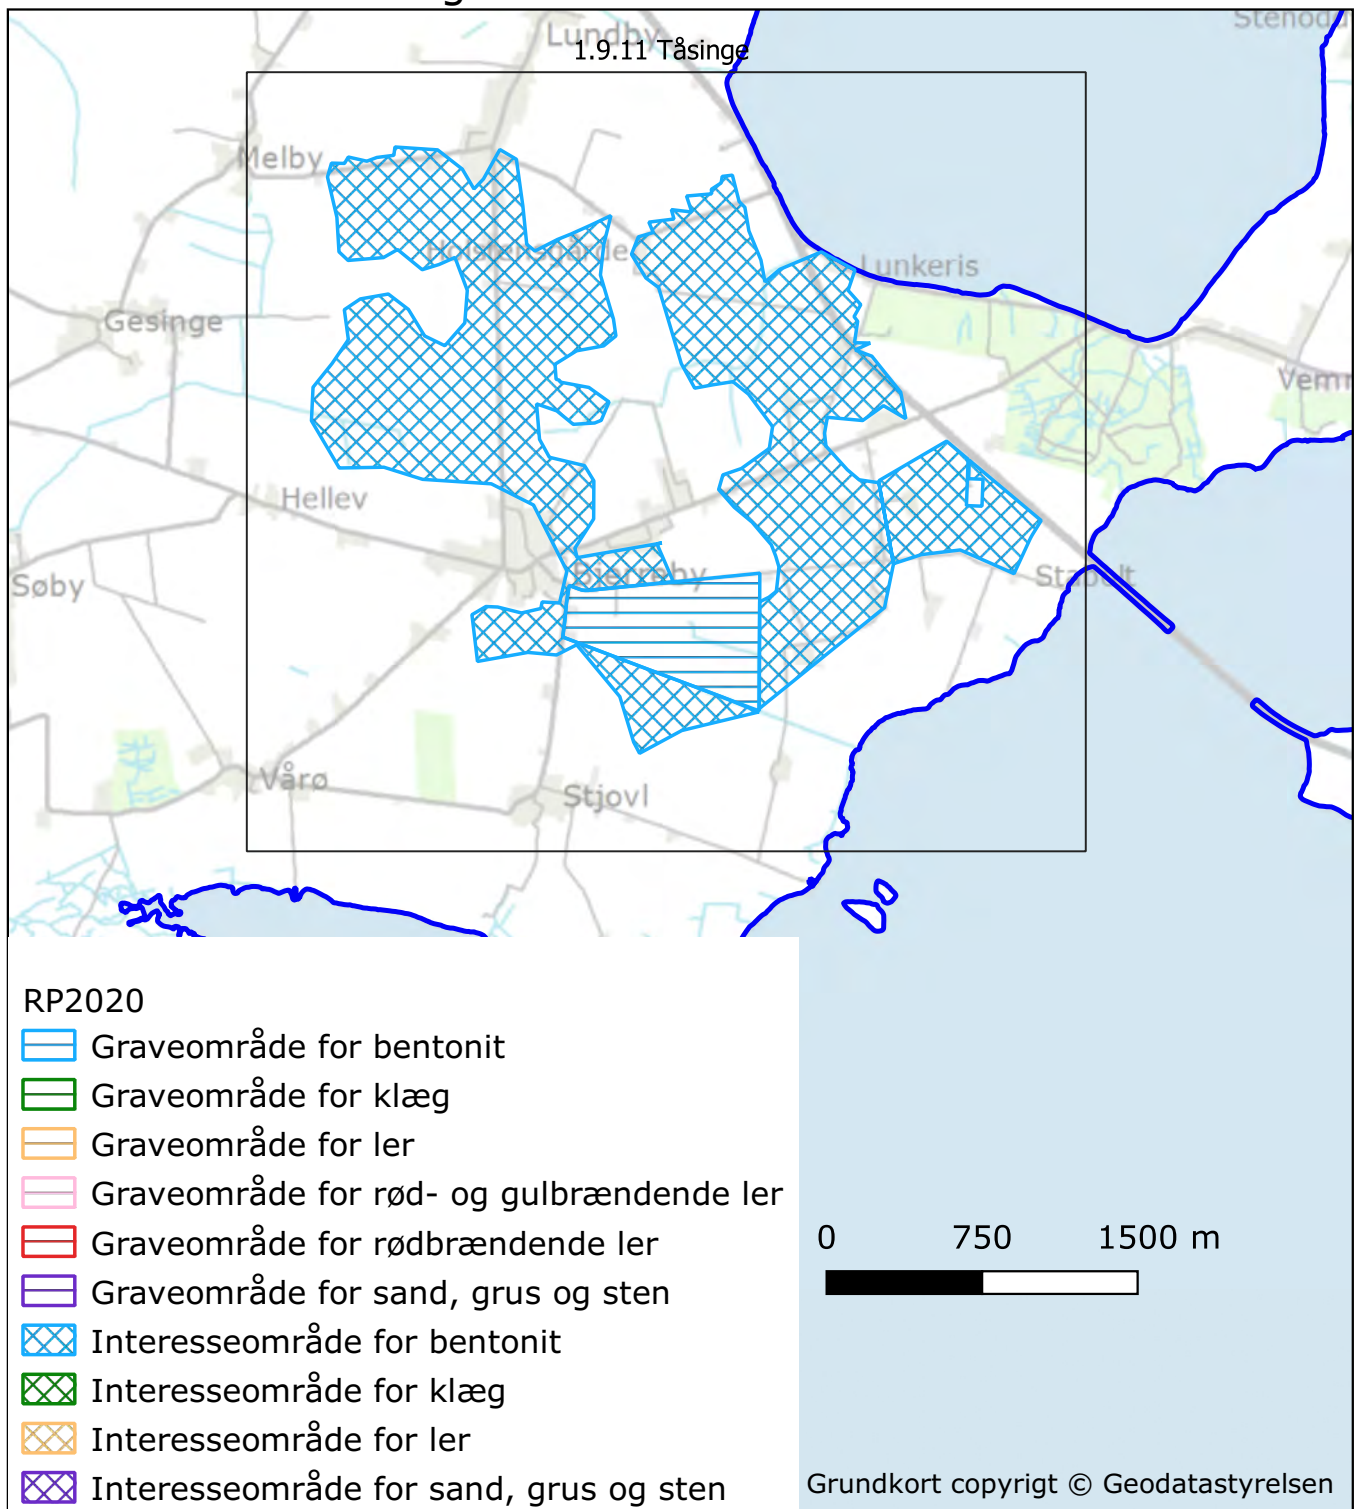 1.9.11 Tåsinge
Lundby
Melby
Holstensgårde
Lunkeris
Gesinge
Hellev
Søby
Bjerreby
Stabolt
Vårø
Stjovl
RP2020
Graveområde for bentonit
Graveområde for klæg
Graveområde for ler
Graveområde for rød- og gulbrændende ler
Graveområde for rødbrændende ler
Graveområde for sand, grus og sten
Interesseområde for bentonit
Interesseområde for klæg
Interesseområde for ler
Interesseområde for sand, grus og sten
0 750 1500 m
Grundkort copyrigt © Geodatastyrelsen